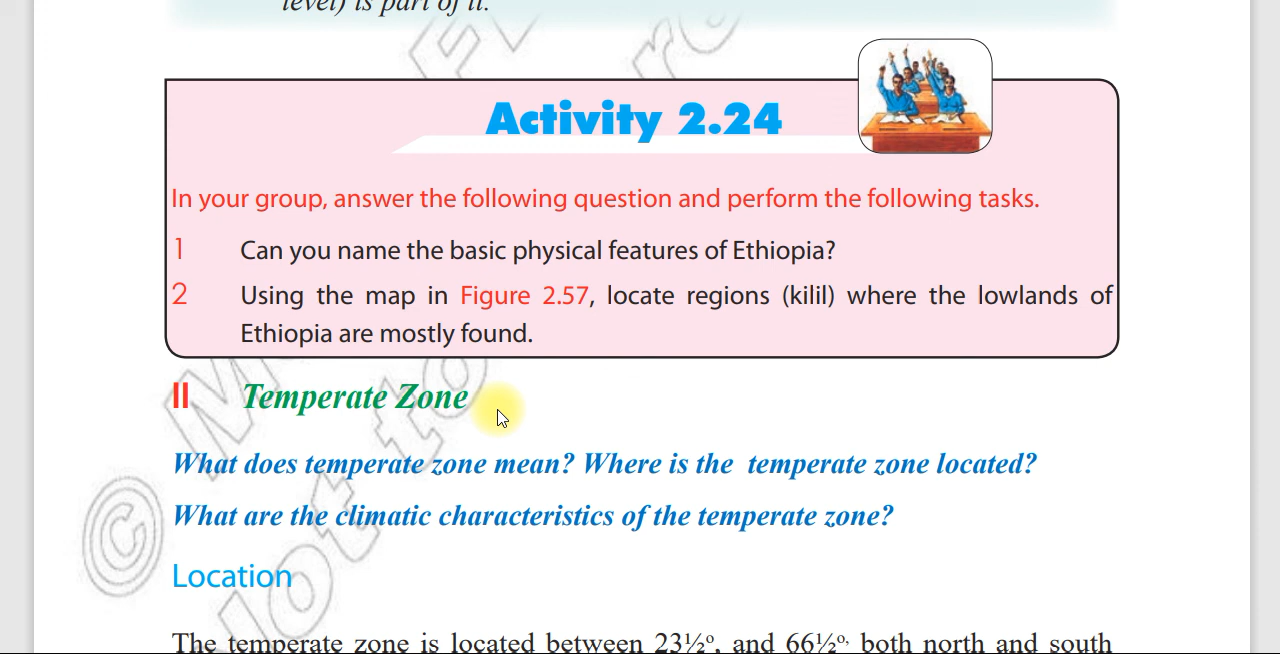 level) is part of it.
Activity 2.24
In your group, answer the following question and perform the following tasks.
1 Can you name the basic physical features of Ethiopia?
2 Using the map in Figure 2.57, locate regions (kilil) where the lowlands of
Ethiopia are mostly found.
II Temperate Zone
What does temperate zone mean? Where is the temperate zone located?
What are the climatic characteristics of the temperate zone?
Location
The temperate zone is located between 23½º, and 66½º, both north and south